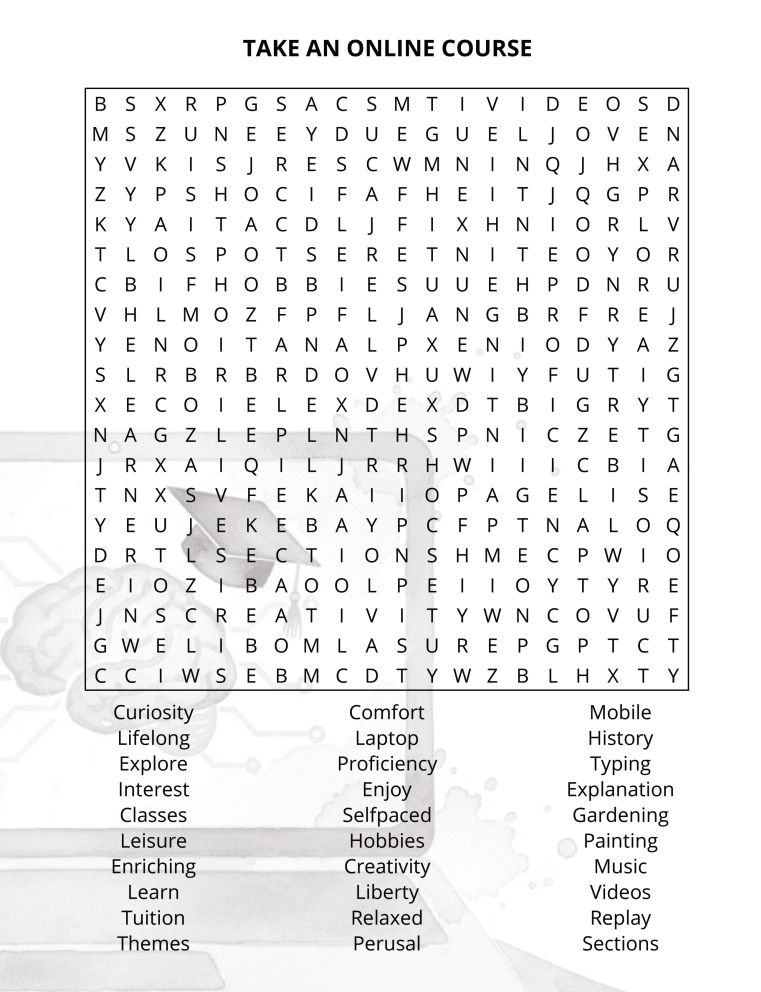 TAKE AN ONLINE COURSE
B S X R P G S A C S M T I V I D E O S D
M S Z U N E E Y D U E G U E L J O V E N
Y V K I S J R E S C W M N I N Q J H X A
Z Y P S H O C I F A F H E I T J Q G P R
K Y A I T A C D L J F I X H N I O R L V
T L O S P O T S E R E T N I T E O Y O R
C B I F H O B B I E S U U E H P D N R U
V H L M O Z F P F L J A N G B R F R E J
Y E N O I T A N A L P X E N I O D Y A Z
S L R B R B R D O V H U W I Y F U T I G
X E C O I E L E X D E X D T B I G R Y T
N A G Z L E P L N T H S P N I C Z E T G
J R X A I Q I L J R R H W I I I C B I A
T N X S V F E K A I I O P A G E L I S E
Y E U J E K E B A Y P C F P T N A L O Q
D R T L S E C T I O N S H M E C P W I O
E I O Z I B A O O L P E I I O Y T Y R E
J N S C R E A T I V I T Y W N C O V U F
G W E L I B O M L A S U R E P G P T C T
C C I W S E B M C D T Y W Z B L H X T Y
Curiosity Comfort Mobile
Lifelong Laptop History
Explore Proficiency Typing
Interest Enjoy Explanation
Classes Selfpaced Gardening
Leisure Hobbies Painting
Enriching Creativity Music
Learn Liberty Videos
Tuition Relaxed Replay
Themes Perusal Sections